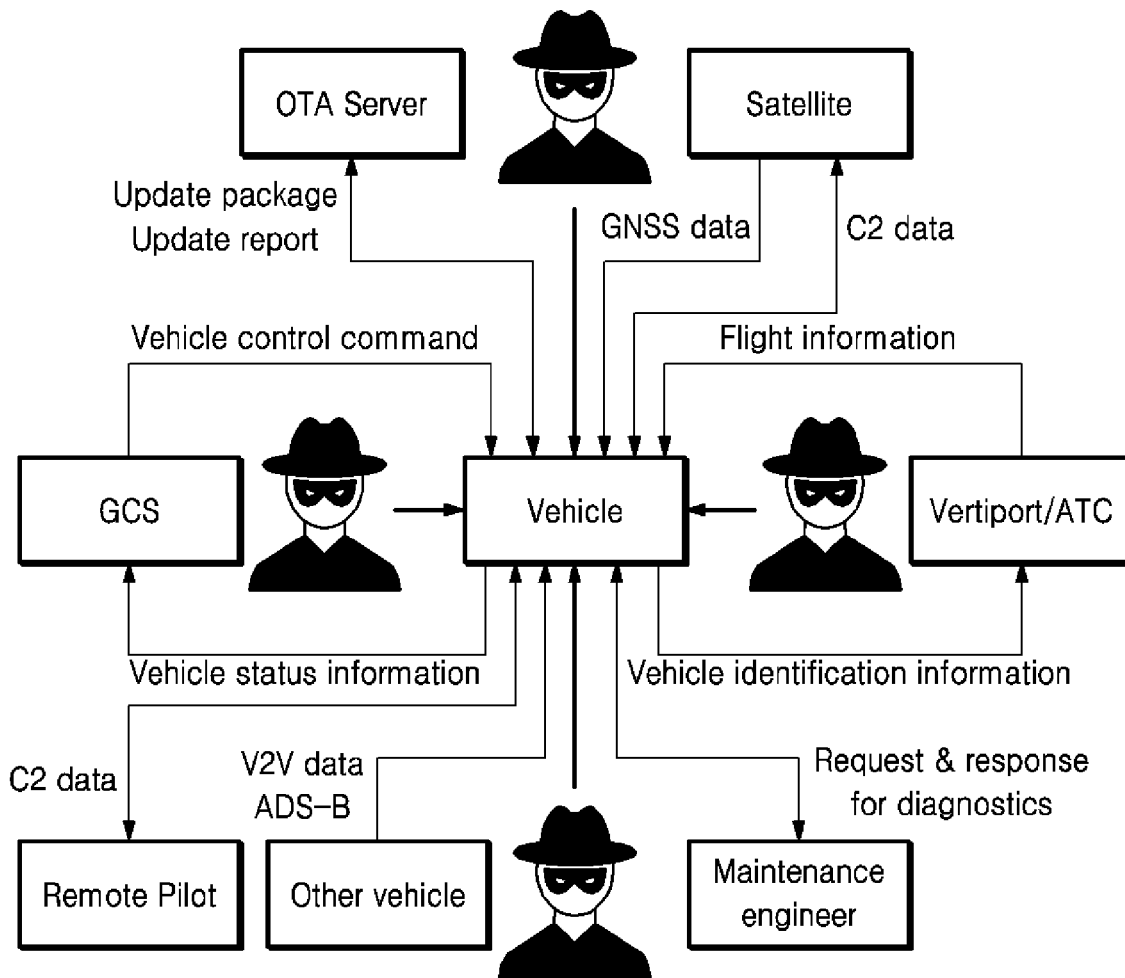 OTA Server
Satellite
Update package
Update report
GNSS data
C2 data
Vehicle control command
Flight information
GCS
Vehicle
Vertiport/ATC
Vehicle status information
Vehicle identification information
C2 data
V2V data
ADS-B
Request & response
for diagnostics
Remote Pilot
Other vehicle
Maintenance
engineer